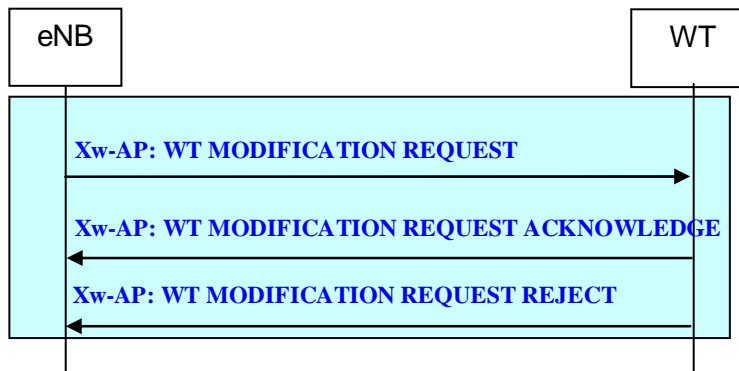 eNB
WT
Xw-AP: WT MODIFICATION REQUEST
Xw-AP: WT MODIFICATION REQUEST ACKNOWLEDGE
Xw-AP: WT MODIFICATION REQUEST REJECT